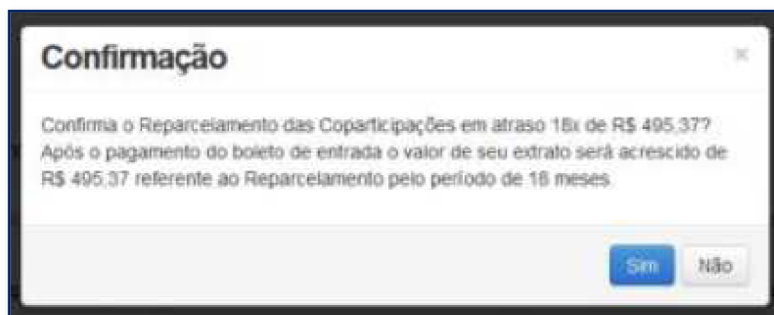 Confirmação
×
Confirma o Reparcelamento das Coparticipações em atraso 18x de R$ 495,37?
Após o pagamento do boleto de entrada o valor de seu extrato será acrescido de
R$ 495,37 referente ao Reparcelamento pelo período de 18 meses.
Sim Não